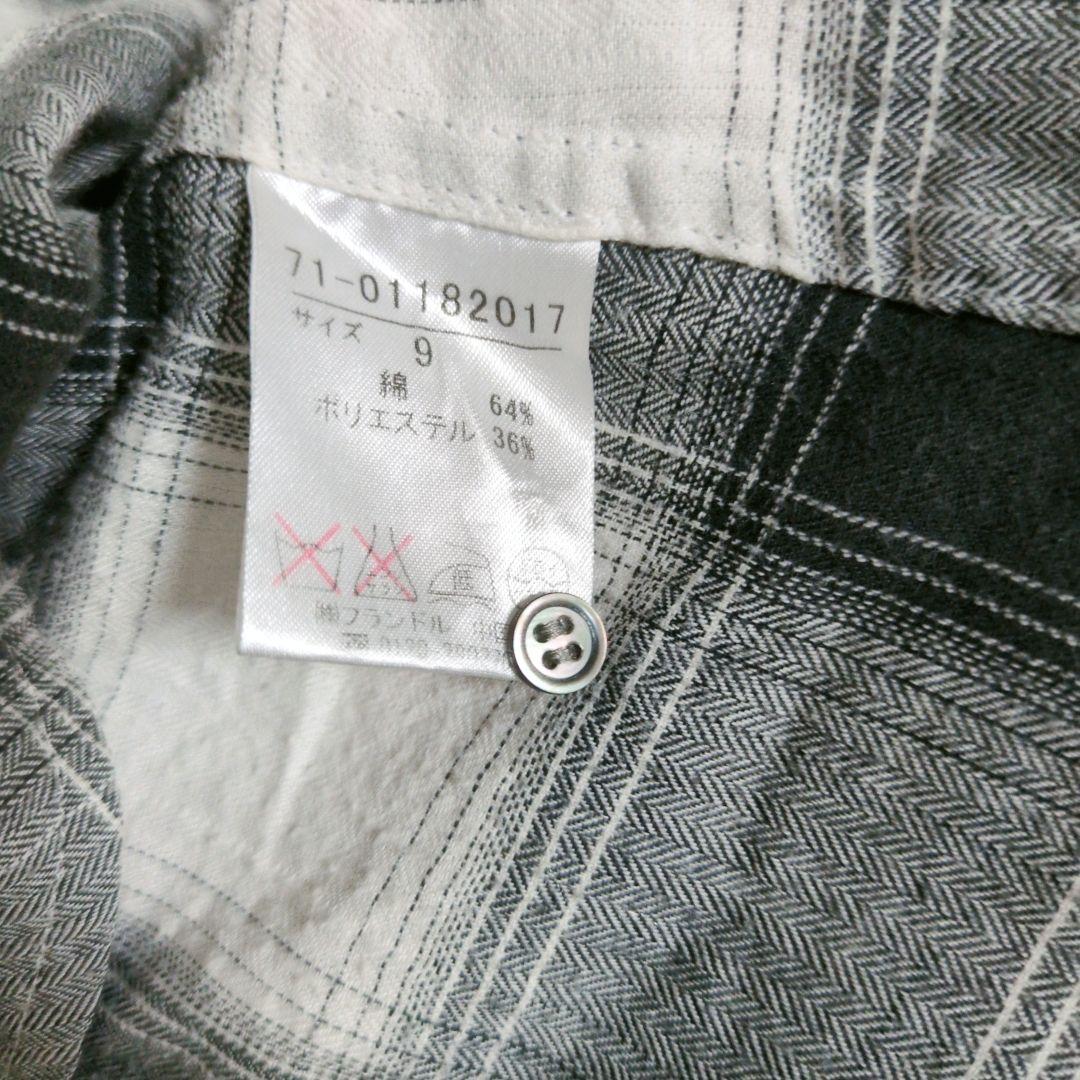 71-01182017
サイズ 9
綿 64%
ポリエステル 36%
低
㈱フランドル